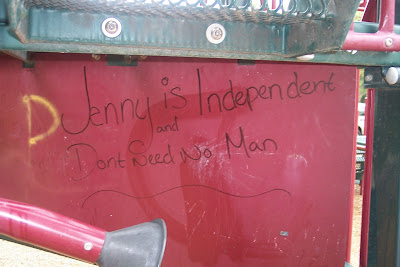 Jenny is Independent
and
Dont Need No Man